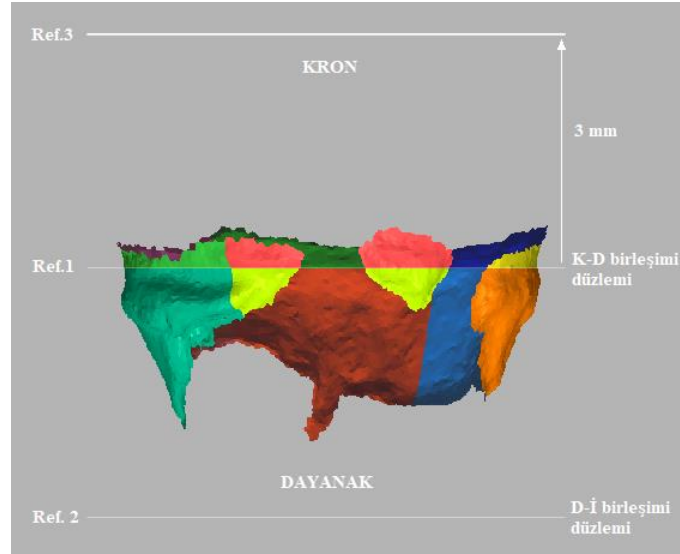 Ref.3
KRON
3 mm
Ref.1
K-D birleşimi
düzlemi
DAYANAK
Ref. 2
D-İ birleşimi
düzlemi